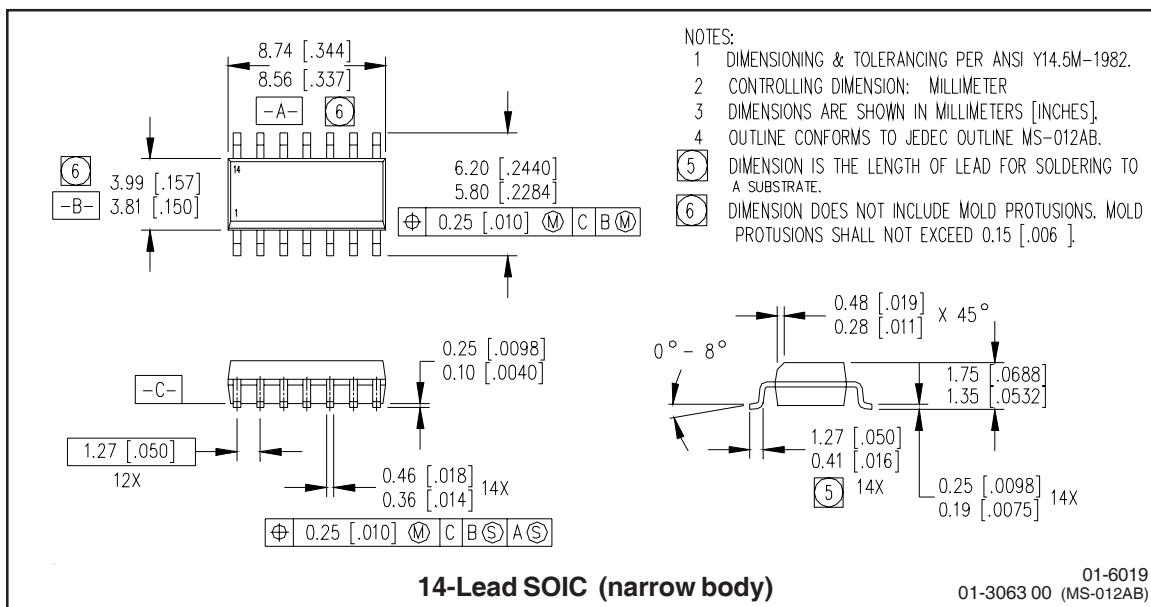 8.74 [.344]
8.56 [.337]
-A- 6
6
3.99 [.157]
3.81 [.150]
-B-
14
1
6.20 [.2440]
5.80 [.2284]
⌖ 0.25 [.010] Ⓜ C B Ⓜ
NOTES:
1 DIMENSIONING & TOLERANCING PER ANSI Y14.5M-1982.
2 CONTROLLING DIMENSION: MILLIMETER
3 DIMENSIONS ARE SHOWN IN MILLIMETERS [INCHES].
4 OUTLINE CONFORMS TO JEDEC OUTLINE MS-012AB.
5 DIMENSION IS THE LENGTH OF LEAD FOR SOLDERING TO
A SUBSTRATE.
6 DIMENSION DOES NOT INCLUDE MOLD PROTUSIONS. MOLD
PROTUSIONS SHALL NOT EXCEED 0.15 [.006 ].
-C-
0.25 [.0098]
0.10 [.0040]
1.27 [.050]
12X
0.46 [.018]
0.36 [.014] 14X
⌖ 0.25 [.010] Ⓜ C B Ⓢ A Ⓢ
0.48 [.019]
0.28 [.011] X 45°
0° - 8°
1.75 [.0688]
1.35 [.0532]
1.27 [.050]
0.41 [.016]
5 14X
0.25 [.0098]
0.19 [.0075] 14X
14-Lead SOIC (narrow body)
01-6019
01-3063 00 (MS-012AB)